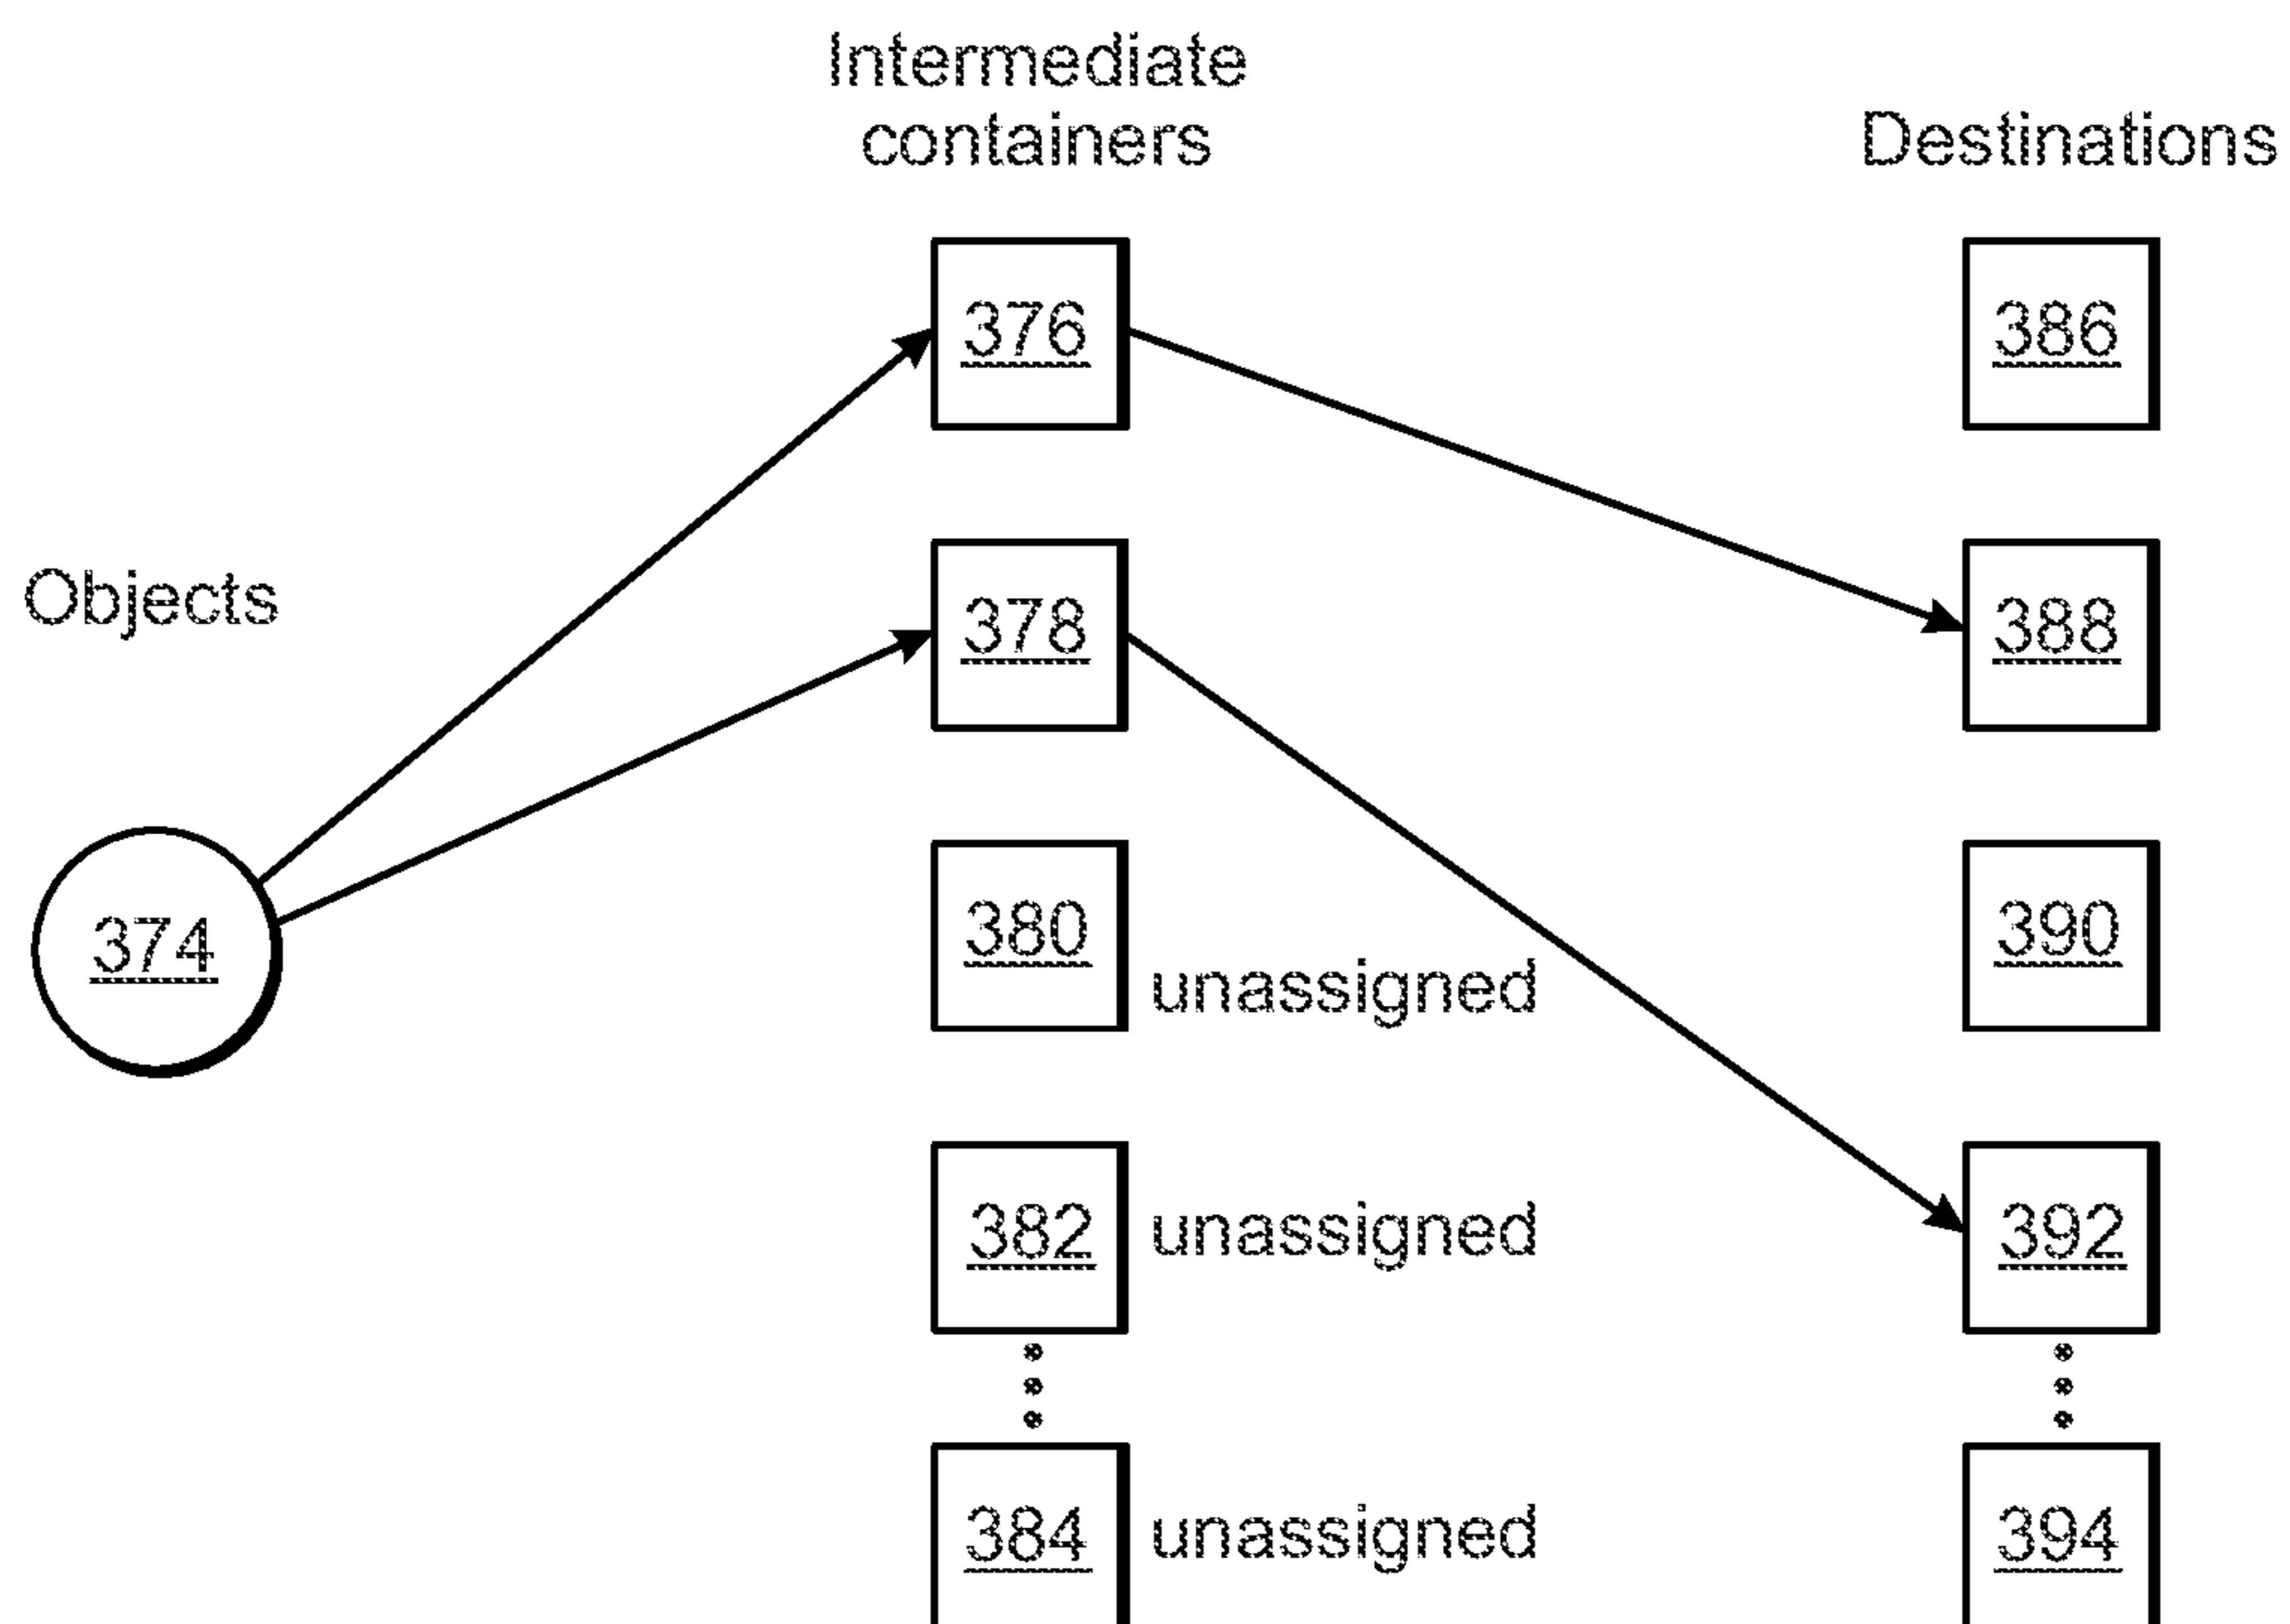 Intermediate
containers
Destinations
376
386
Objects
378
388
374
380
unassigned
390
382 unassigned
392
384 unassigned
394